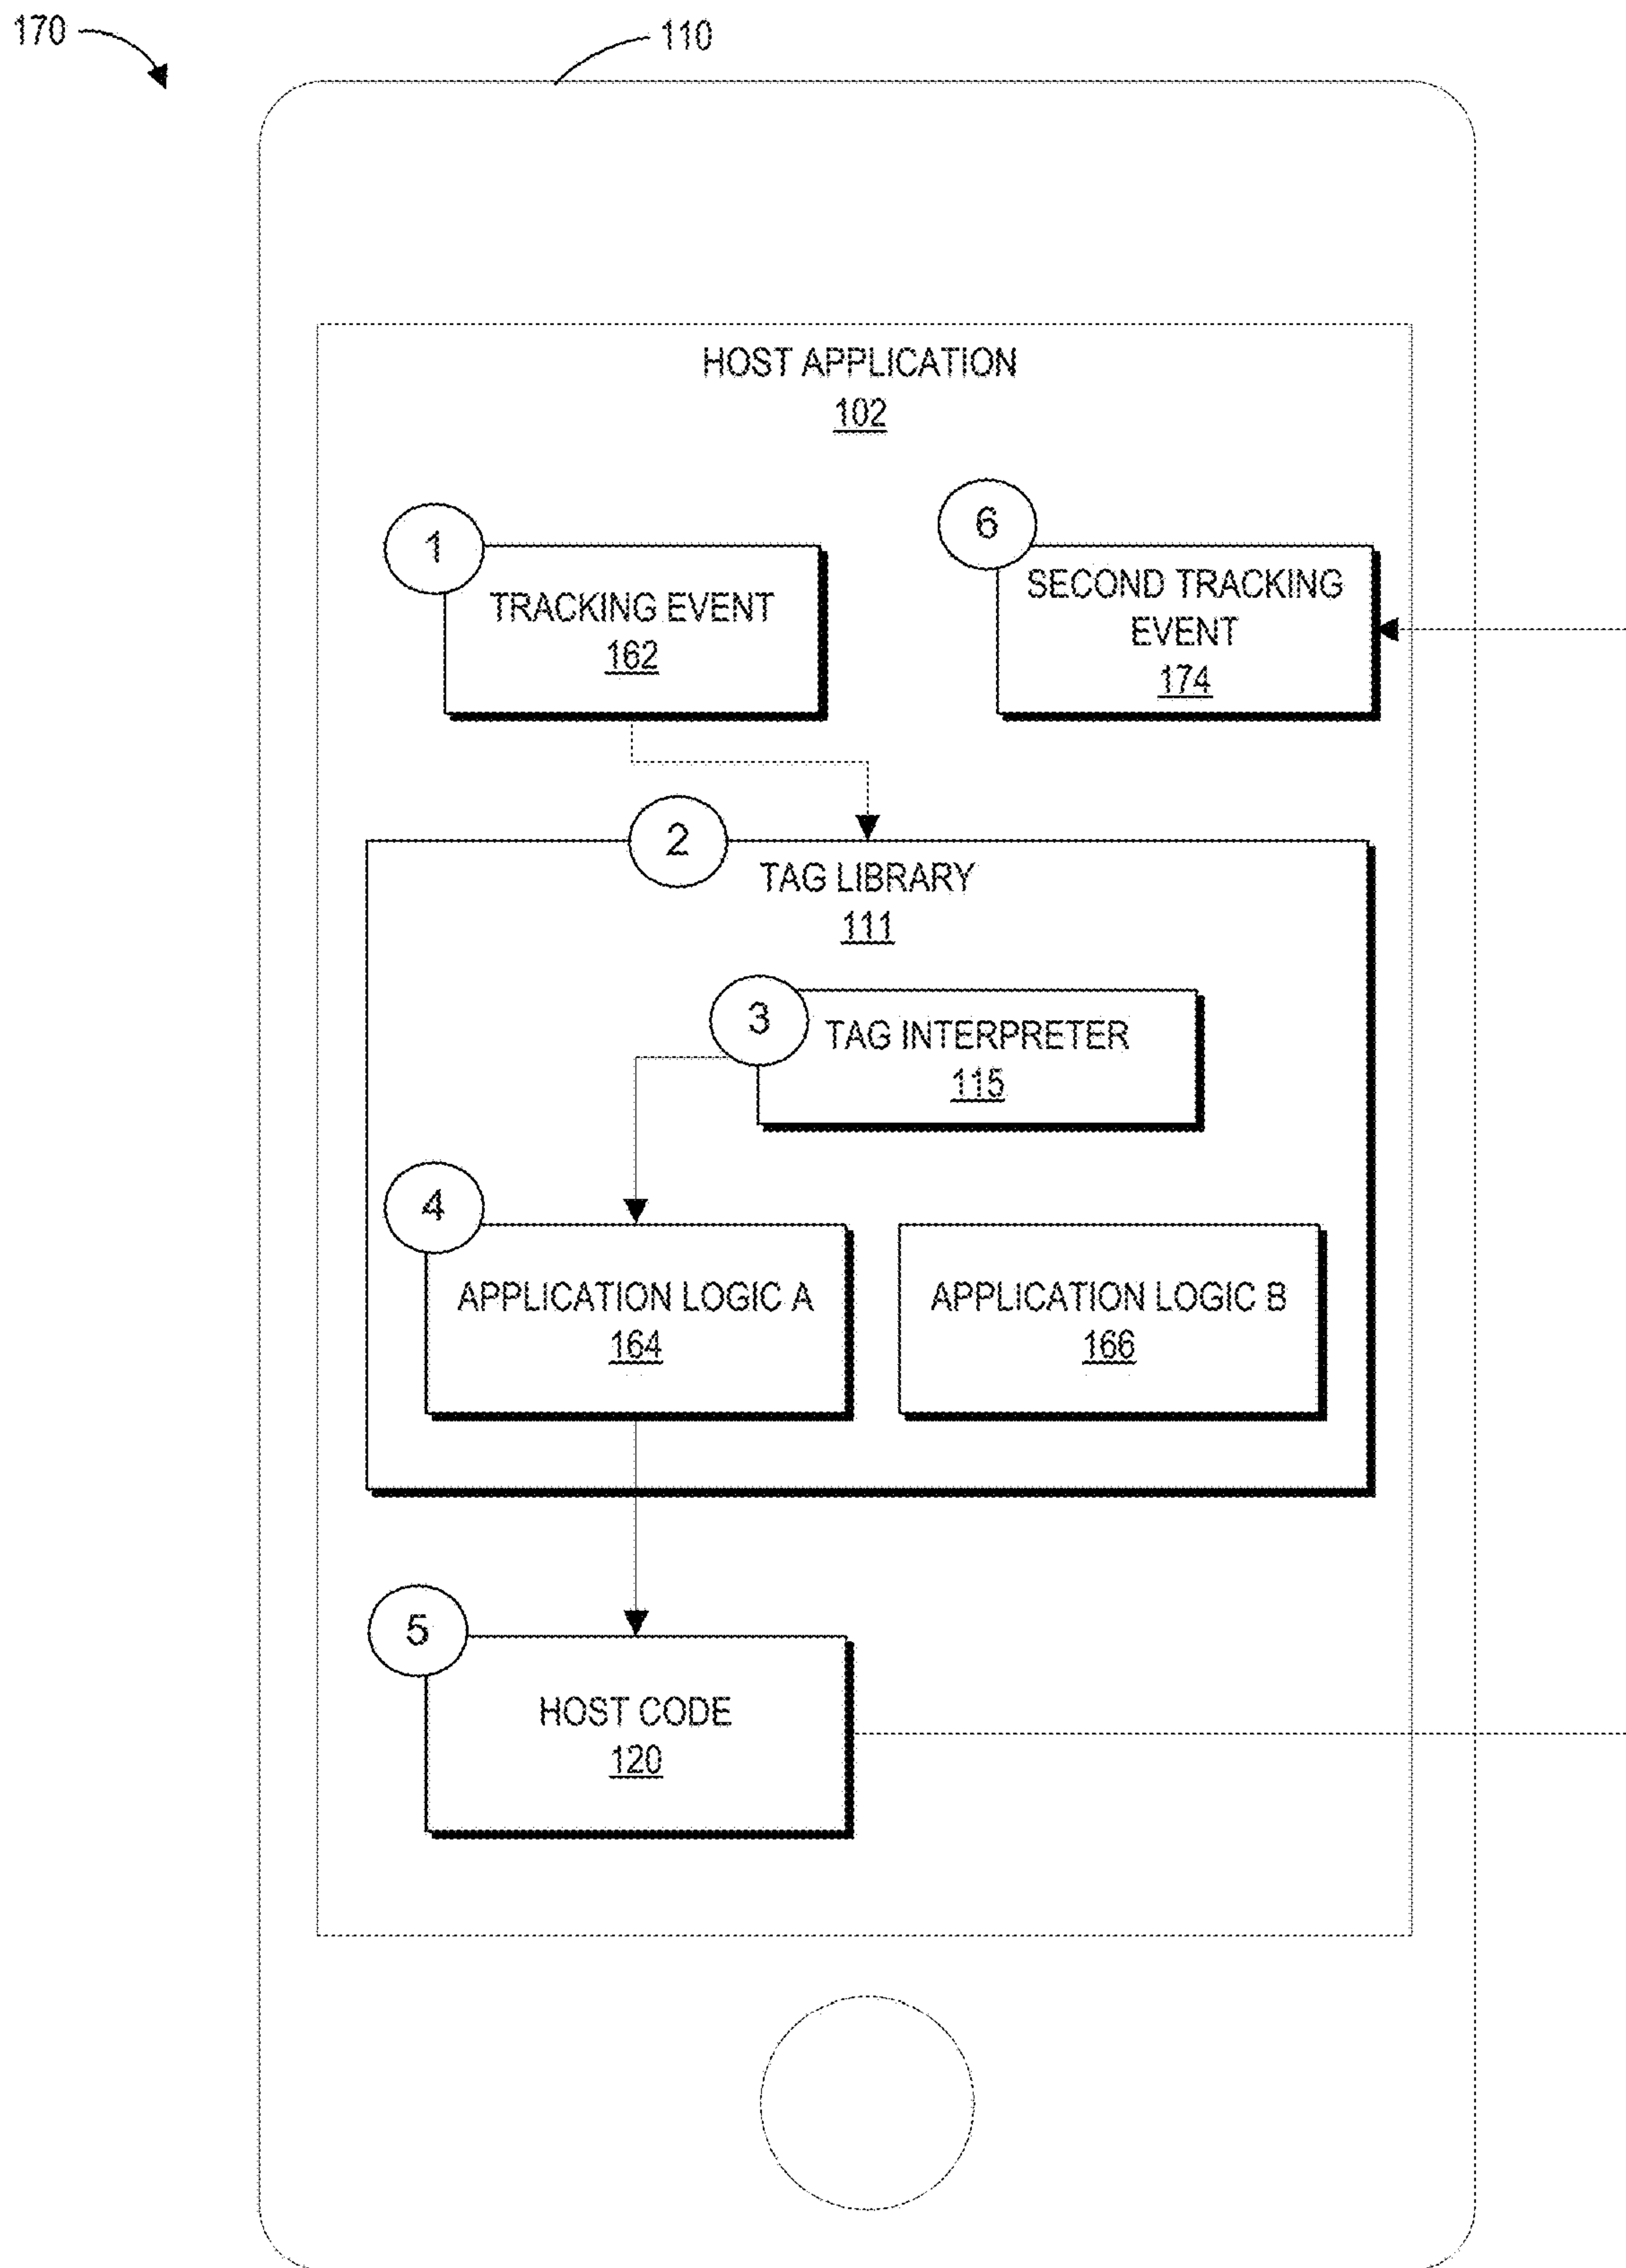 170
110
HOST APPLICATION
102
1
6
TRACKING EVENT
162
SECOND TRACKING
EVENT
174
2
TAG LIBRARY
111
3
TAG INTERPRETER
115
4
APPLICATION LOGIC A
164
APPLICATION LOGIC B
166
5
HOST CODE
120